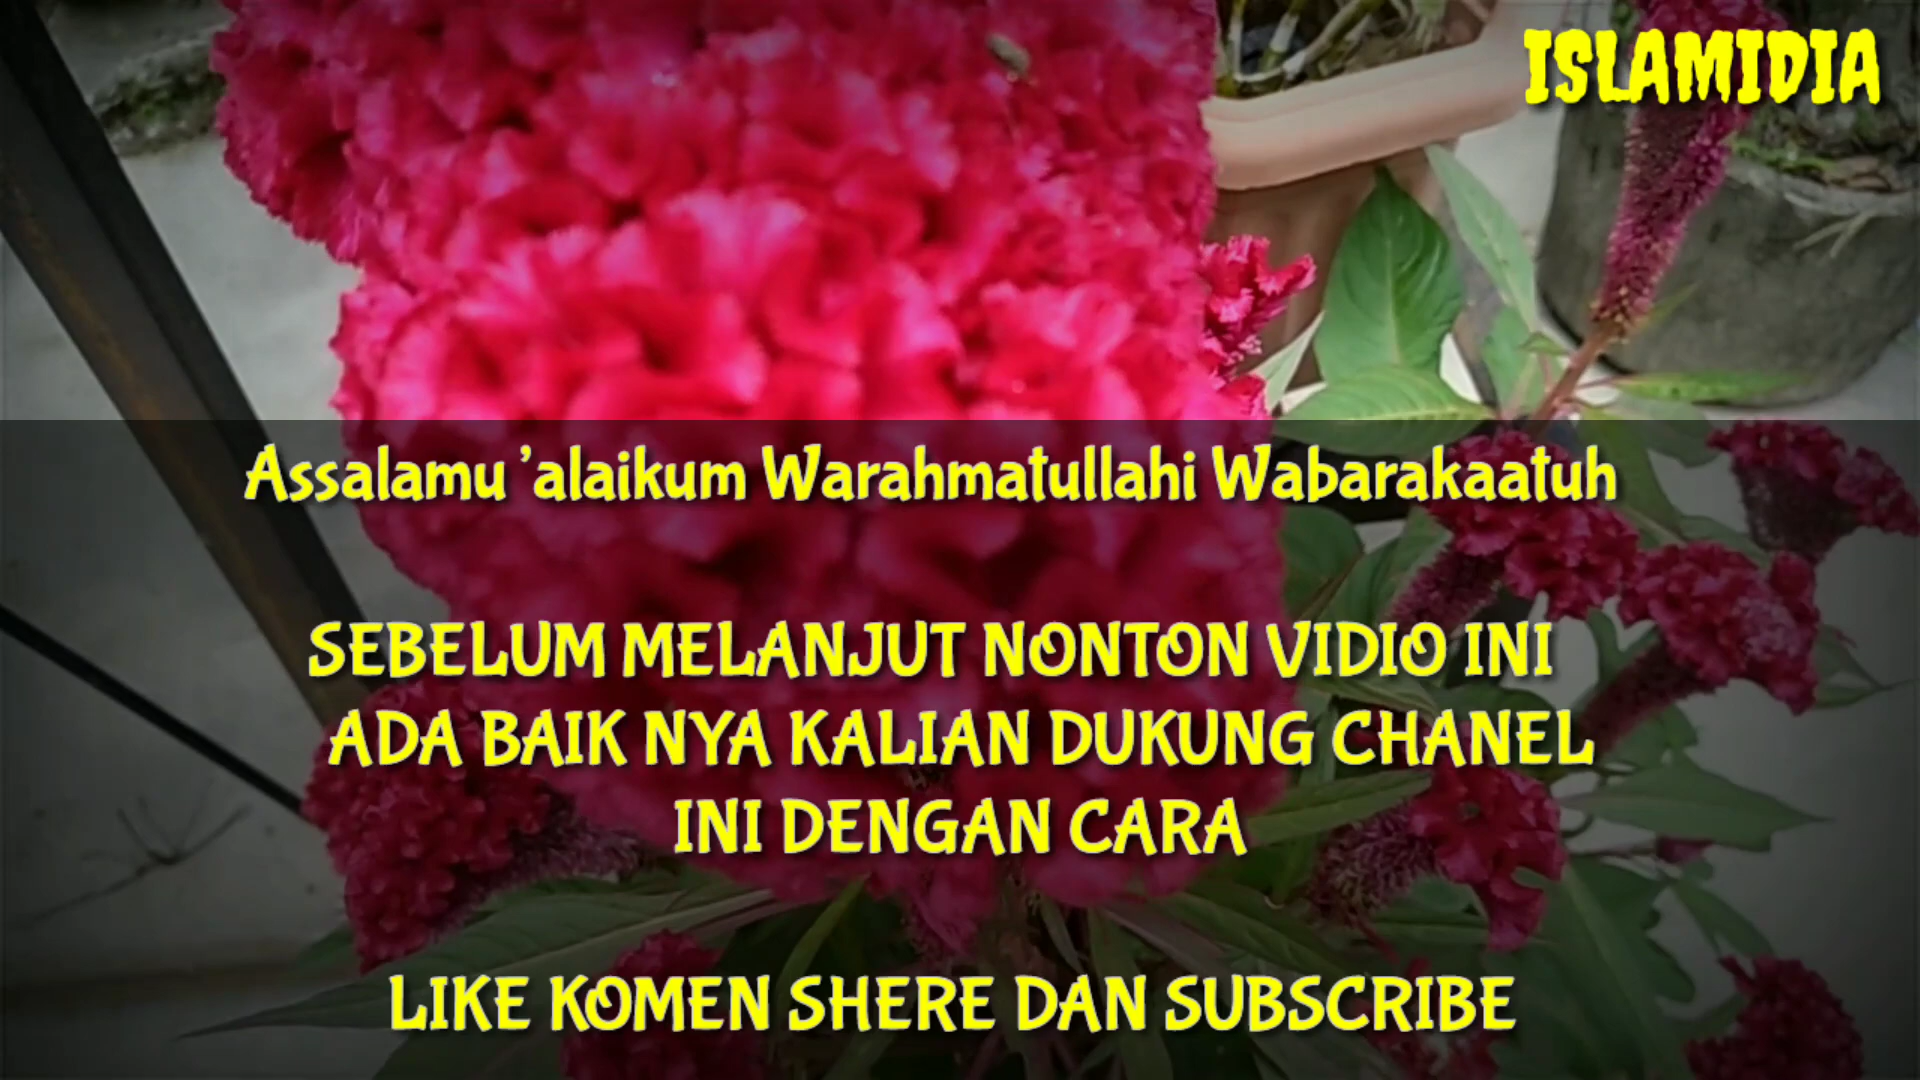 ISLAMIDIA
Assalamu 'alaikum Warahmatullahi Wabarakaatuh
SEBELUM MELANJUT NONTON VIDIO INI
ADA BAIK NYA KALIAN DUKUNG CHANEL
INI DENGAN CARA
LIKE KOMEN SHERE DAN SUBSCRIBE